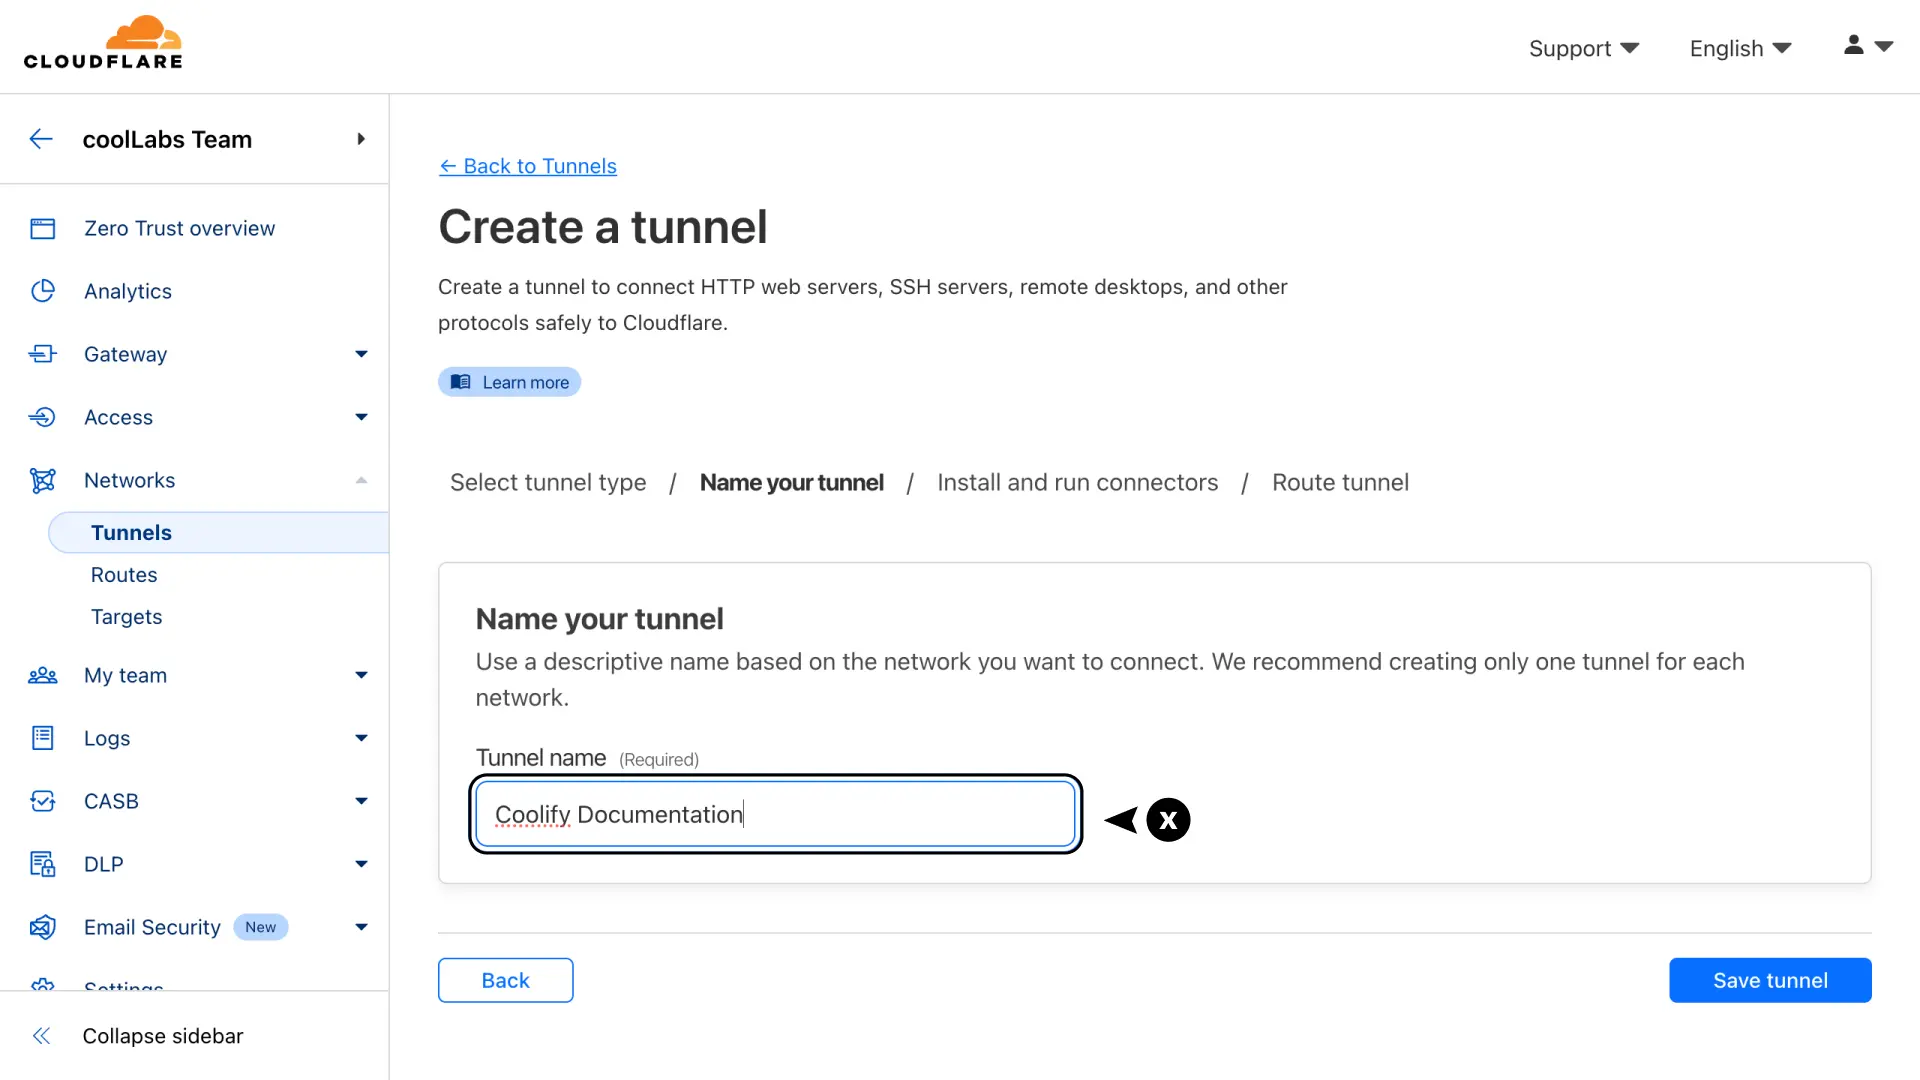 CLOUDFLARE
Support
English
coolLabs Team
Zero Trust overview
Analytics
Gateway
Access
Networks
Tunnels
Routes
Targets
My team
Logs
CASB
DLP
Email Security New
Settings
Collapse sidebar
← Back to Tunnels
Create a tunnel
Create a tunnel to connect HTTP web servers, SSH servers, remote desktops, and other
protocols safely to Cloudflare.
Learn more
Select tunnel type / Name your tunnel / Install and run connectors / Route tunnel
Name your tunnel
Use a descriptive name based on the network you want to connect. We recommend creating only one tunnel for each
network.
Tunnel name (Required)
Coolify Documentation
X
Back
Save tunnel